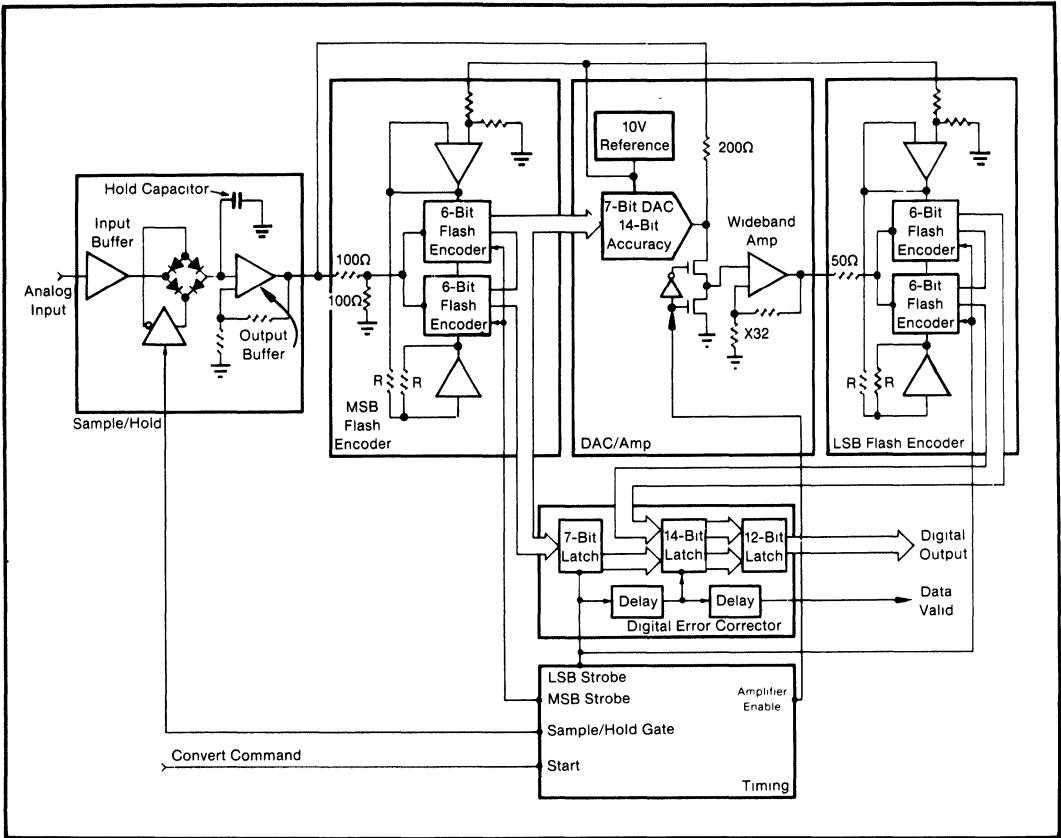 Hold Capacitor
Input
Buffer
Analog
Input
Output
Buffer
Sample/Hold
100Ω
100Ω
6-Bit
Flash
Encoder
6-Bit
Flash
Encoder
R
R
MSB
Flash
Encoder
10V
Reference
200Ω
7-Bit DAC
14-Bit
Accuracy
Wideband
Amp
X32
DAC/Amp
50Ω
6-Bit
Flash
Encoder
6-Bit
Flash
Encoder
R
R
LSB Flash Encoder
7-Bit
Latch
14-Bit
Latch
12-Bit
Latch
Digital
Output
Delay
Delay
Data
Valid
Digital Error Corrector
LSB Strobe
MSB Strobe
Amplifier
Enable
Sample/Hold Gate
Convert Command
Start
Timing